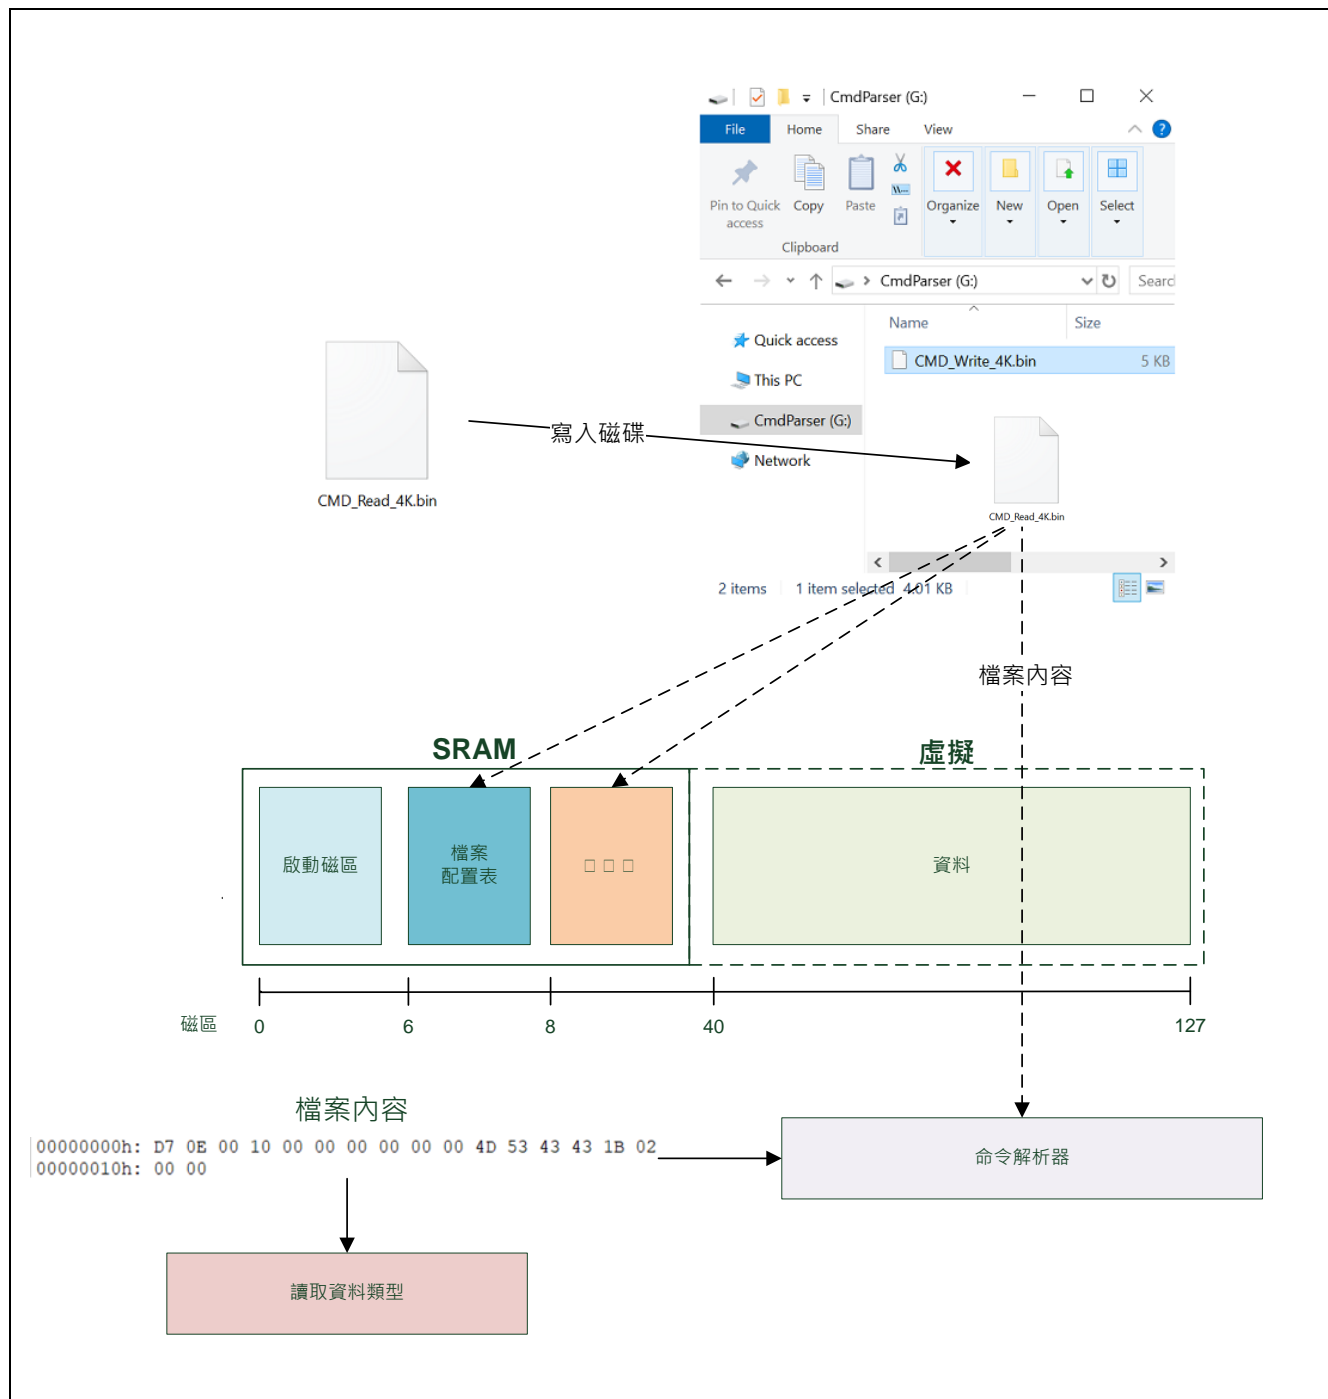 CmdParser (G:)
File Home Share View
Pin to Quick access
Copy
Paste
Organize
New
Open
Select
Clipboard
CmdParser (G:)
Searc
Name Size
Quick access
CMD_Write_4K.bin 5 KB
This PC
CmdParser (G:)
寫入磁碟
Network
CMD_Read_4K.bin
CMD_Read_4K.bin
2 items 1 item selected 4.01 KB
檔案內容
SRAM
虛擬
啟動磁區
檔案
配置表
資料
磁區 0 6 8 40 127
檔案內容
00000000h: D7 0E 00 10 00 00 00 00 00 00 4D 53 43 43 1B 02
00000010h: 00 00
命令解析器
讀取資料類型